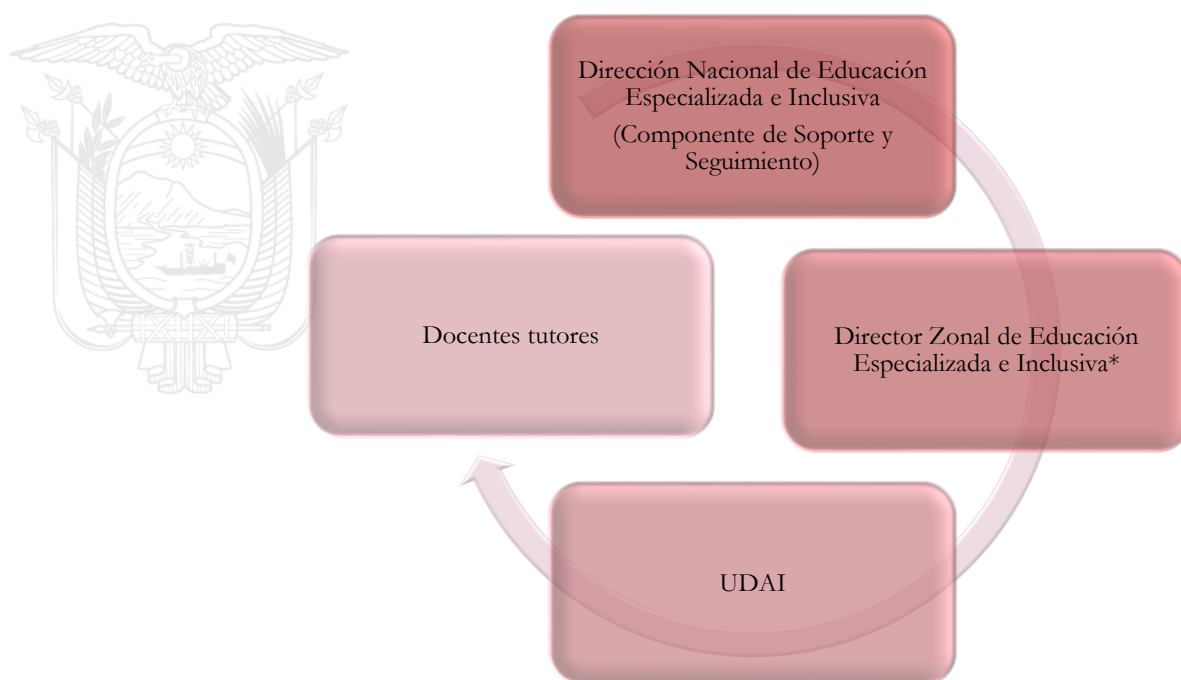 Dirección Nacional de Educación
Especializada e Inclusiva
(Componente de Soporte y
Seguimiento)
Director Zonal de Educación
Especializada e Inclusiva*
UDAI
Docentes tutores